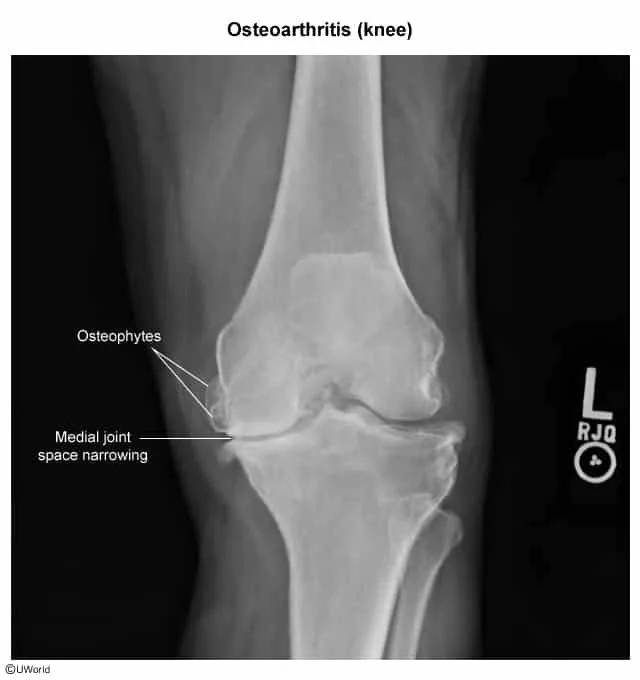 Osteoarthritis (knee)
Osteophytes
Medial joint
space narrowing
L
RJQ
©UWorld